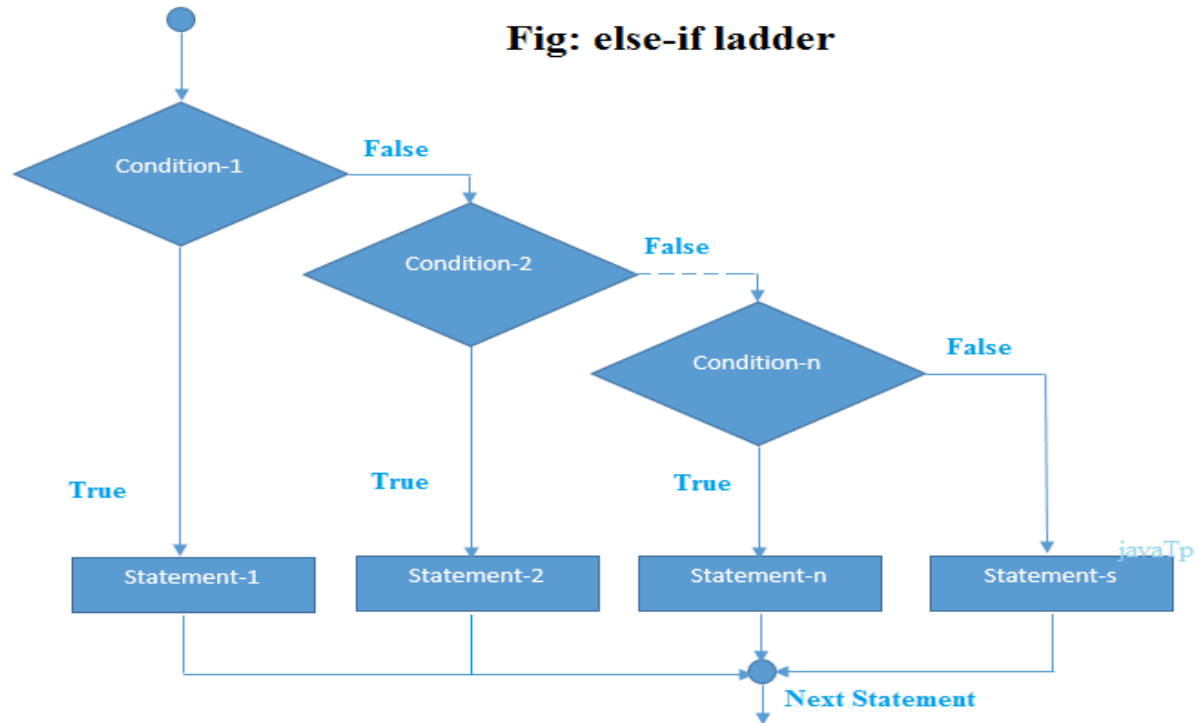 Fig: else-if ladder
Condition-1
False
Condition-2
False
Condition-n
False
True
True
True
Statement-1
Statement-2
Statement-n
Statement-s
javaTp
Next Statement